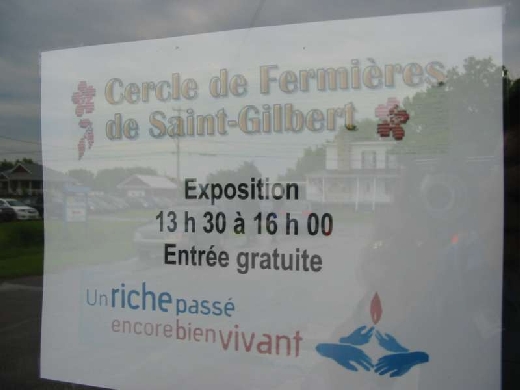 Cercle de Fermières
de Saint-Gilbert
Exposition
13 h 30 à 16 h 00
Entrée gratuite
Un riche passé
encore bien vivant